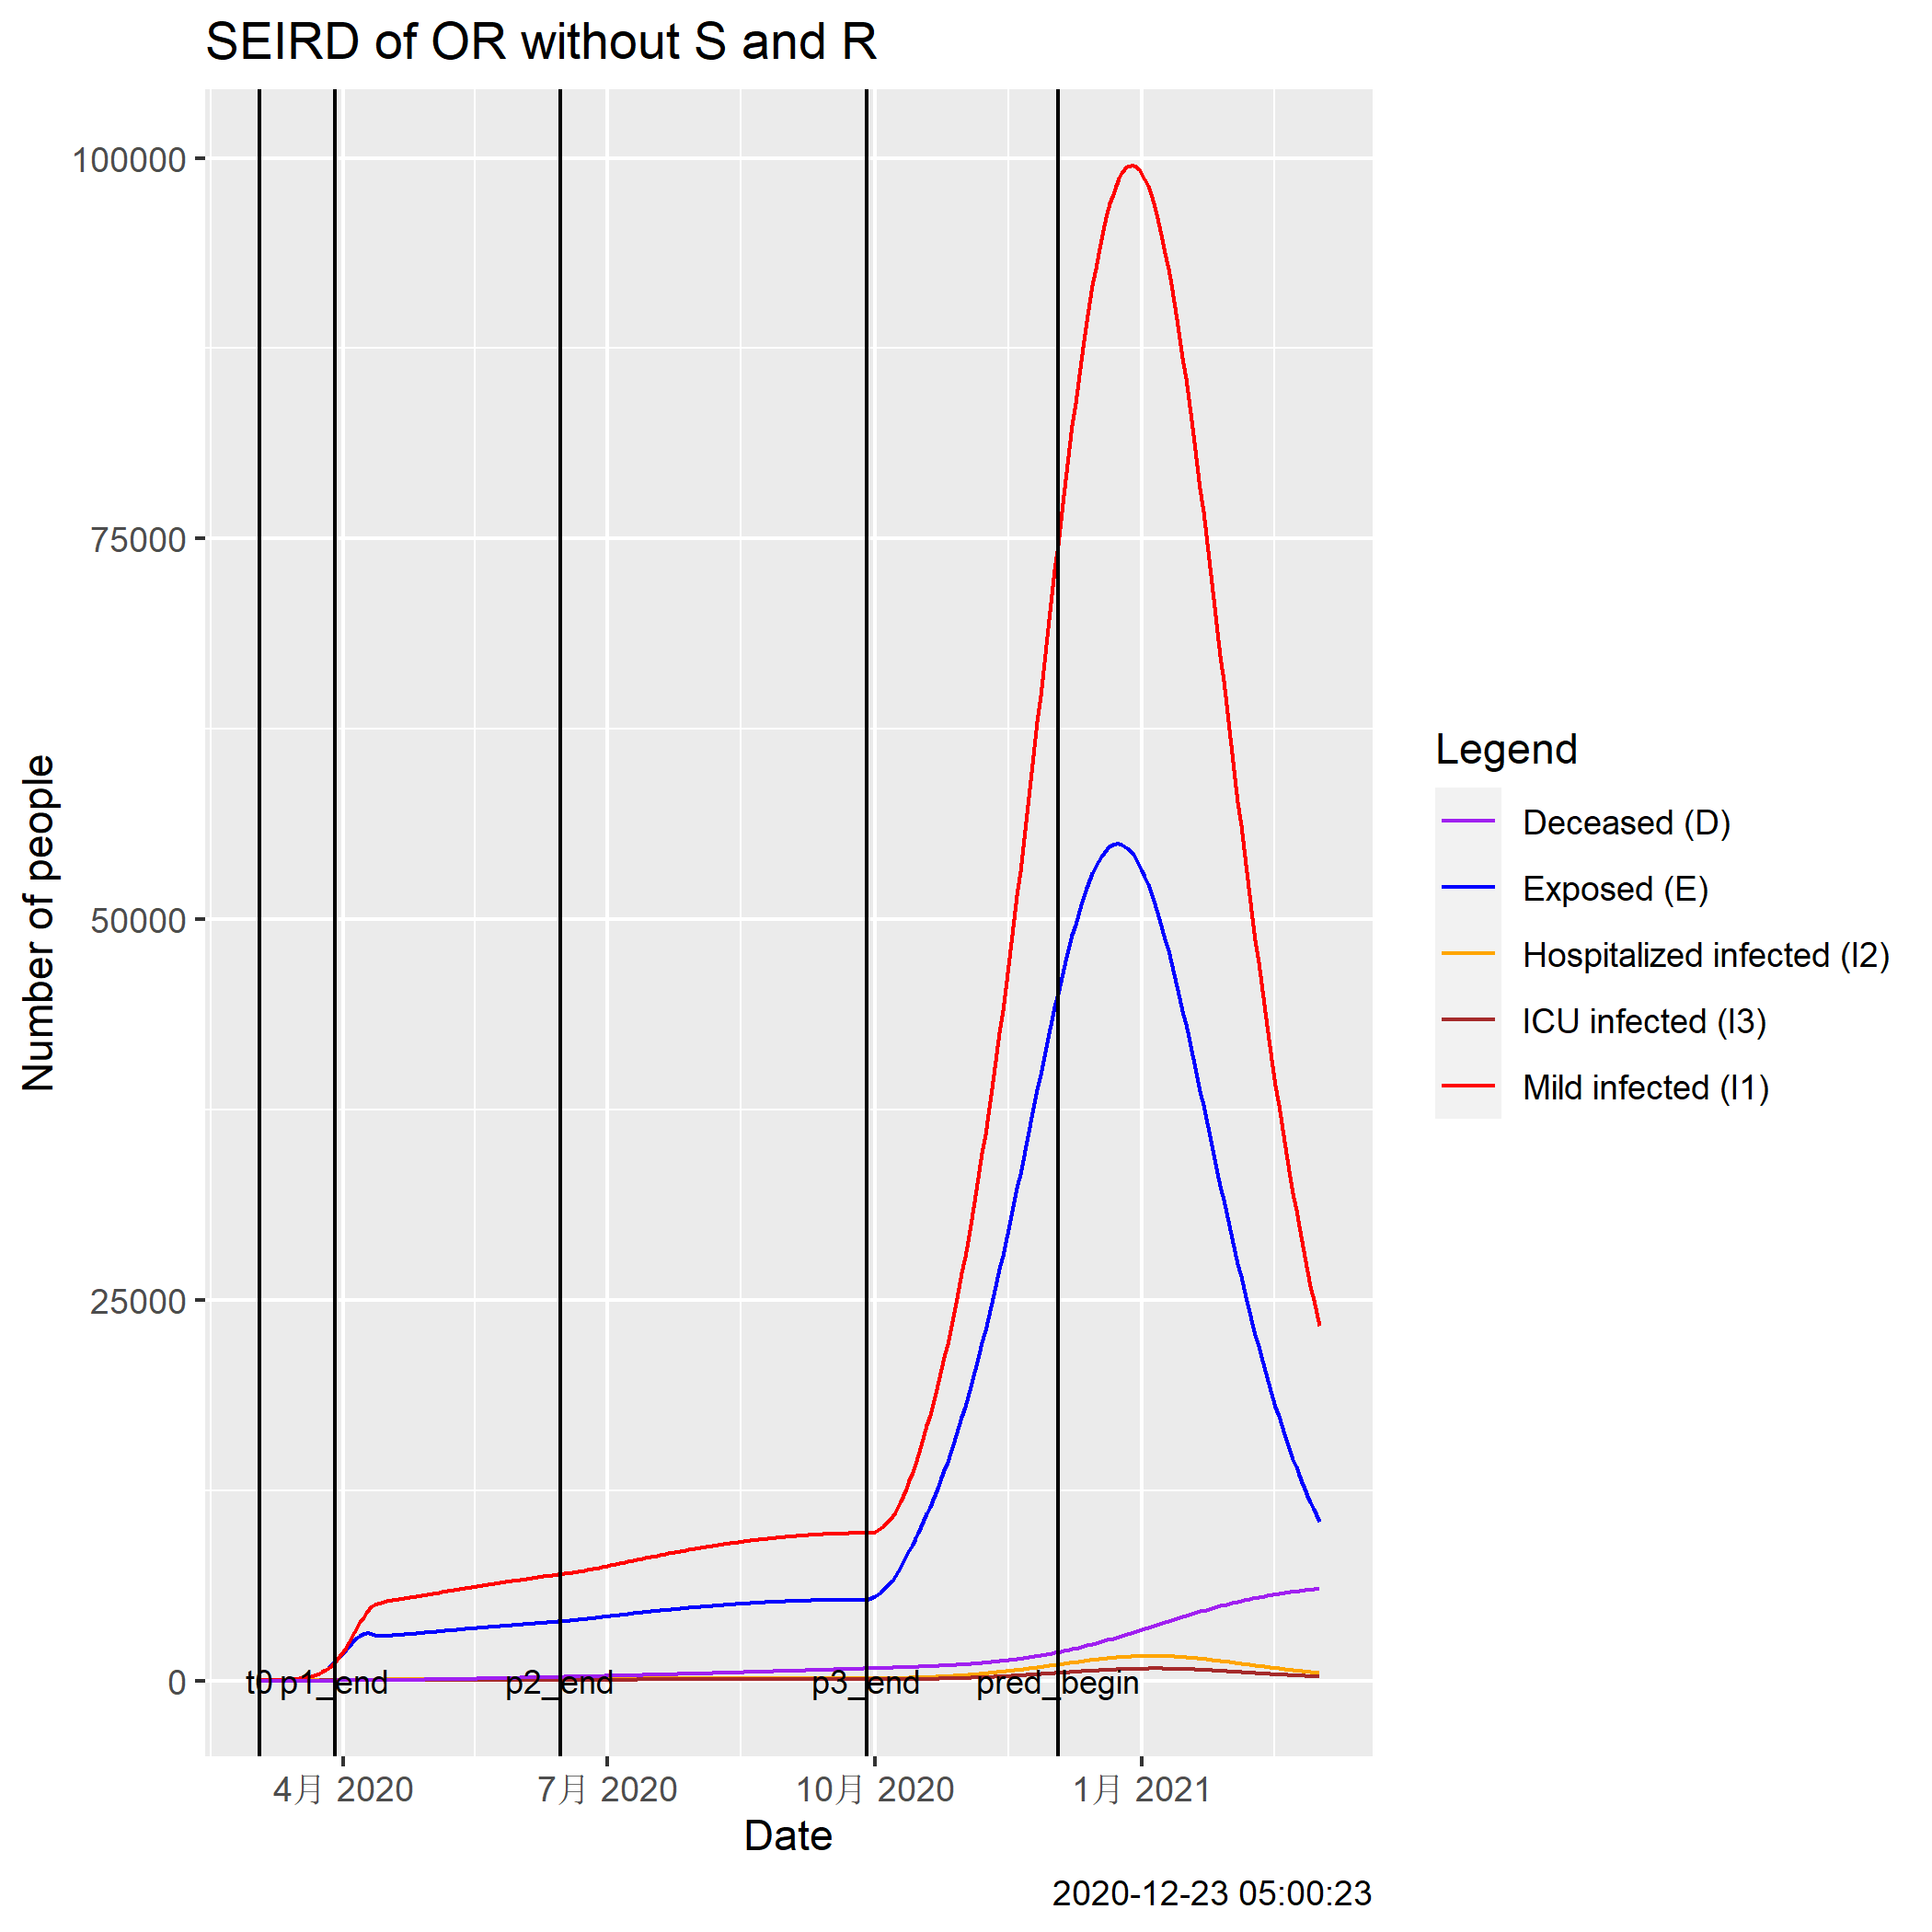 SEIRD of OR without S and R
Number of people
100000
75000
50000
25000
0
t0 p1_end p2_end p3_end pred_begin
4月 2020 7月 2020 10月 2020 1月 2021
Date
Legend
Deceased (D)
Exposed (E)
Hospitalized infected (I2)
ICU infected (I3)
Mild infected (I1)
2020-12-23 05:00:23